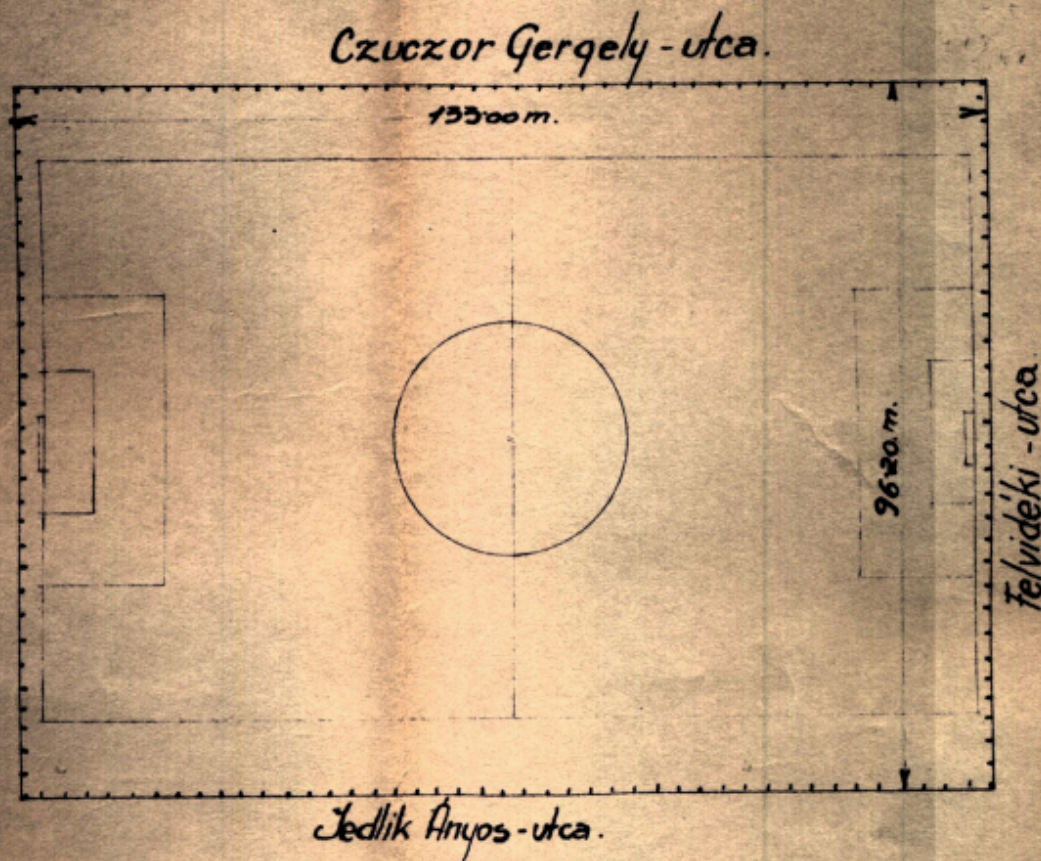 Czuczor Gergely - utca.
133'00 m.
96'20. m.
Felvidéki - utca.
Jedlik Ányos - utca.